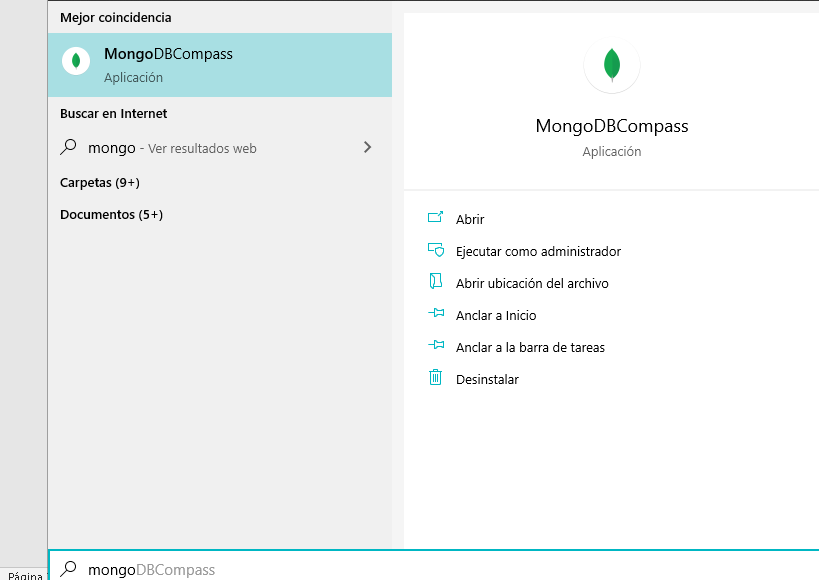 Mejor coincidencia
MongoDBCompass
Aplicación
Buscar en Internet
mongo - Ver resultados web
Carpetas (9+)
Documentos (5+)
MongoDBCompass
Aplicación
Abrir
Ejecutar como administrador
Abrir ubicación del archivo
Anclar a Inicio
Anclar a la barra de tareas
Desinstalar
mongoDBCompass
Página